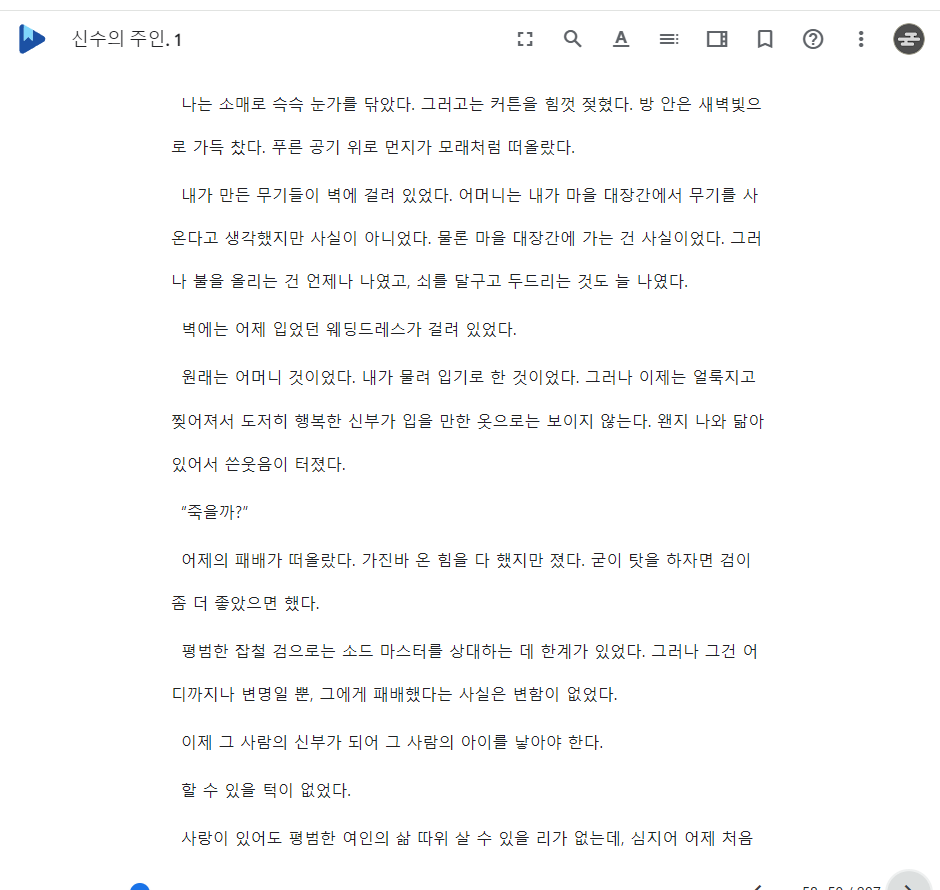 신수의 주인. 1
나는 소매로 슥슥 눈가를 닦았다. 그러고는 커튼을 힘껏 젖혔다. 방 안은 새벽빛으
로 가득 찼다. 푸른 공기 위로 먼지가 모래처럼 떠올랐다.
내가 만든 무기들이 벽에 걸려 있었다. 어머니는 내가 마을 대장간에서 무기를 사
온다고 생각했지만 사실이 아니었다. 물론 마을 대장간에 가는 건 사실이었다. 그러
나 불을 올리는 건 언제나 나였고, 쇠를 달구고 두드리는 것도 늘 나였다.
벽에는 어제 입었던 웨딩드레스가 걸려 있었다.
원래는 어머니 것이었다. 내가 물려 입기로 한 것이었다. 그러나 이제는 얼룩지고
찢어져서 도저히 행복한 신부가 입을 만한 옷으로는 보이지 않는다. 왠지 나와 닮아
있어서 쓴웃음이 터졌다.
“죽을까?”
어제의 패배가 떠올랐다. 가진바 온 힘을 다 했지만 졌다. 굳이 탓을 하자면 검이
좀 더 좋았으면 했다.
평범한 잡철 검으로는 소드 마스터를 상대하는 데 한계가 있었다. 그러나 그건 어
디까지나 변명일 뿐, 그에게 패배했다는 사실은 변함이 없었다.
이제 그 사람의 신부가 되어 그 사람의 아이를 낳아야 한다.
할 수 있을 턱이 없었다.
사랑이 있어도 평범한 여인의 삶 따위 살 수 있을 리가 없는데, 심지어 어제 처음